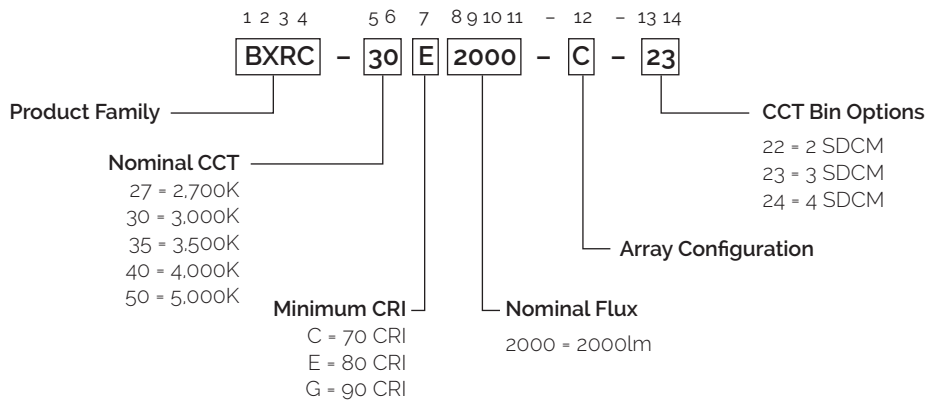 1 2 3 4 5 6 7 8 9 10 11 – 12 – 13 14
BXRC – 30 E 2000 – C – 23
Product Family
Nominal CCT
27 = 2,700K
30 = 3,000K
35 = 3,500K
40 = 4,000K
50 = 5,000K
Minimum CRI
C = 70 CRI
E = 80 CRI
G = 90 CRI
Nominal Flux
2000 = 2000lm
Array Configuration
CCT Bin Options
22 = 2 SDCM
23 = 3 SDCM
24 = 4 SDCM